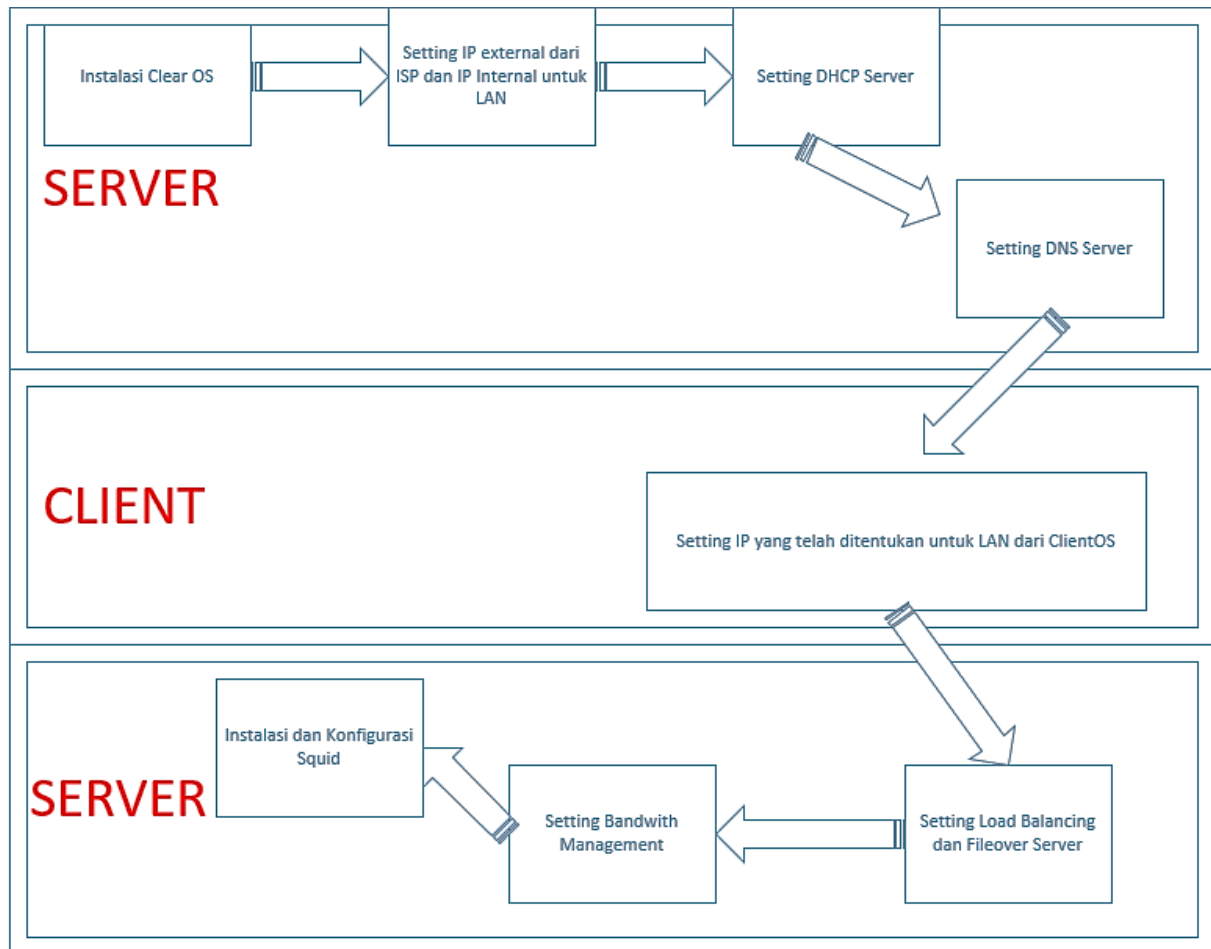 Instalasi Clear OS
Setting IP external dari
ISP dan IP Internal untuk
LAN
Setting DHCP Server
SERVER
Setting DNS Server
CLIENT
Setting IP yang telah ditentukan untuk LAN dari ClientOS
SERVER
Instalasi dan Konfigurasi
Squid
Setting Bandwith
Management
Setting Load Balancing
dan Fileover Server